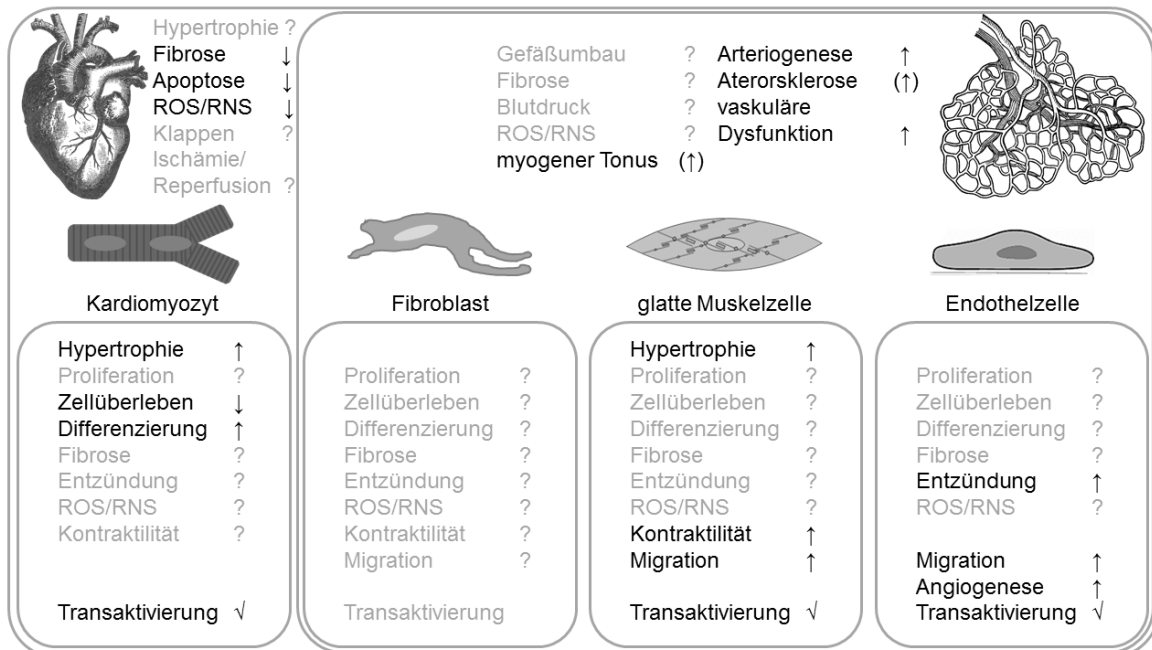 Hypertrophie ?
Fibrose ↓
Apoptose ↓
ROS/RNS ↓
Klappen ?
Ischämie/
Reperfusion ?
Gefäßumbau ? Arteriogenese ↑
Fibrose ? Aterorsklerose (↑)
Blutdruck ? vaskuläre
ROS/RNS ? Dysfunktion ↑
myogener Tonus (↑)
Kardiomyozyt
Hypertrophie ↑
Proliferation ?
Zellüberleben ↓
Differenzierung ↑
Fibrose ?
Entzündung ?
ROS/RNS ?
Kontraktilität ?
Transaktivierung √
Fibroblast
Proliferation ?
Zellüberleben ?
Differenzierung ?
Fibrose ?
Entzündung ?
ROS/RNS ?
Kontraktilität ?
Migration ?
Transaktivierung
glatte Muskelzelle
Hypertrophie ↑
Proliferation ?
Zellüberleben ?
Differenzierung ?
Fibrose ?
Entzündung ?
ROS/RNS ?
Kontraktilität ↑
Migration ↑
Transaktivierung √
Endothelzelle
Proliferation ?
Zellüberleben ?
Differenzierung ?
Fibrose ?
Entzündung ↑
ROS/RNS ?
Migration ↑
Angiogenese ↑
Transaktivierung √